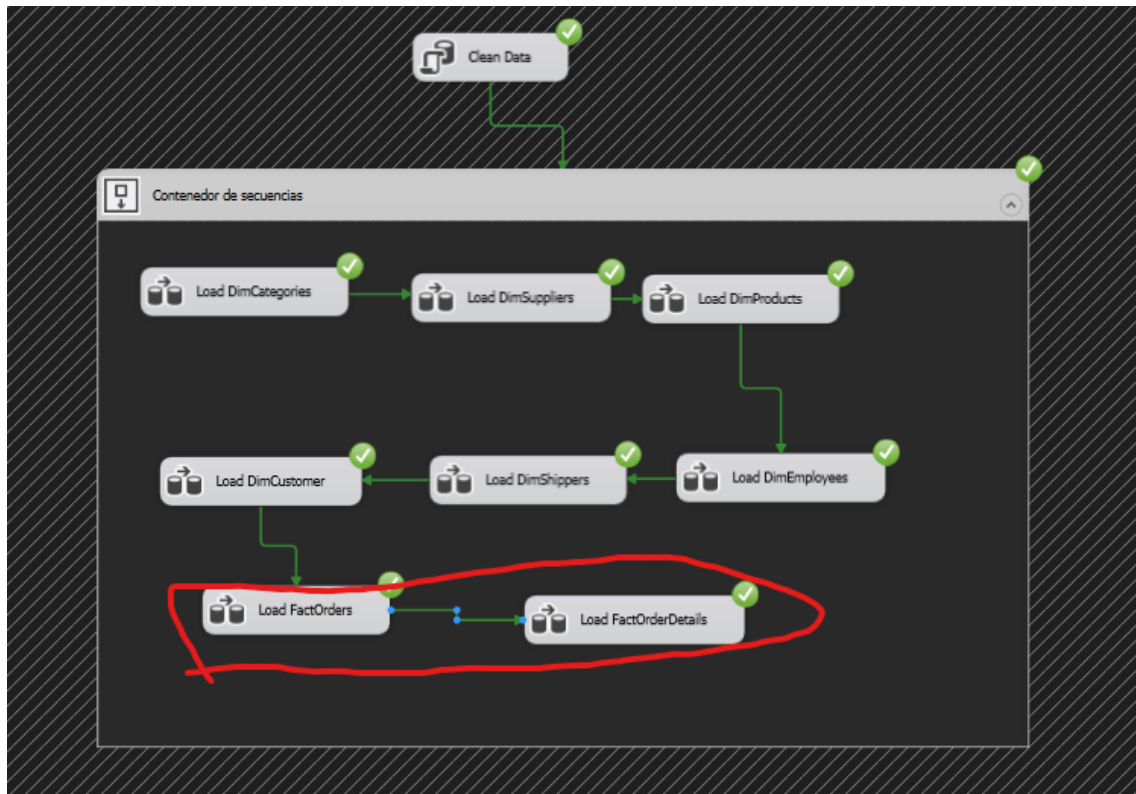 Clean Data
Contenedor de secuencias
Load DimCategories
Load DimSuppliers
Load DimProducts
Load DimCustomer
Load DimShippers
Load DimEmployees
Load FactOrders
Load FactOrderDetails